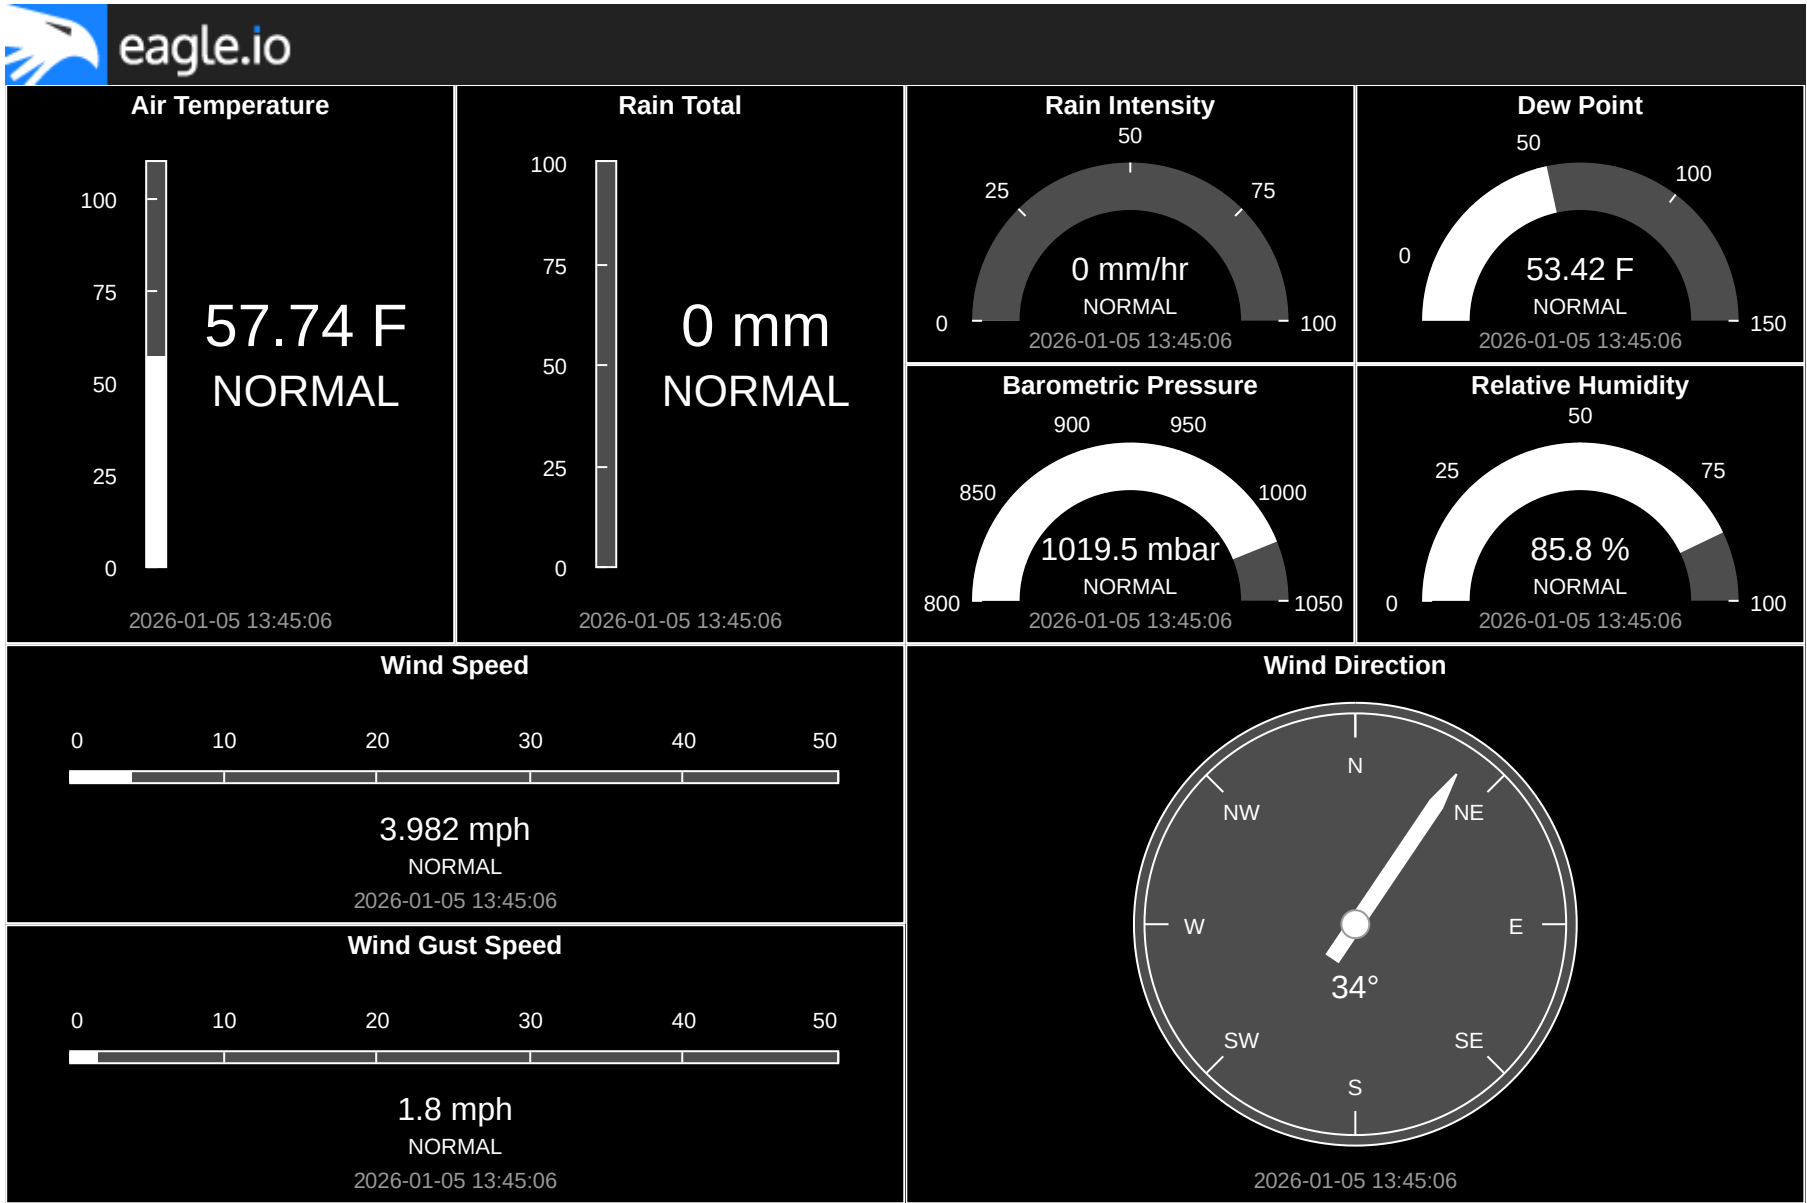 eagle.io
Air Temperature
100
75
50
25
0
57.74 F
NORMAL
2026-01-05 13:45:06
Rain Total
100
75
50
25
0
0 mm
NORMAL
2026-01-05 13:45:06
Rain Intensity
50
25
75
0
100
0 mm/hr
NORMAL
2026-01-05 13:45:06
Dew Point
50
100
0
150
53.42 F
NORMAL
2026-01-05 13:45:06
Barometric Pressure
900
950
850
1000
800
1050
1019.5 mbar
NORMAL
2026-01-05 13:45:06
Relative Humidity
50
25
75
0
100
85.8 %
NORMAL
2026-01-05 13:45:06
Wind Speed
0 10 20 30 40 50
3.982 mph
NORMAL
2026-01-05 13:45:06
Wind Gust Speed
0 10 20 30 40 50
1.8 mph
NORMAL
2026-01-05 13:45:06
Wind Direction
N
NW
NE
W
E
34°
SW
SE
S
2026-01-05 13:45:06